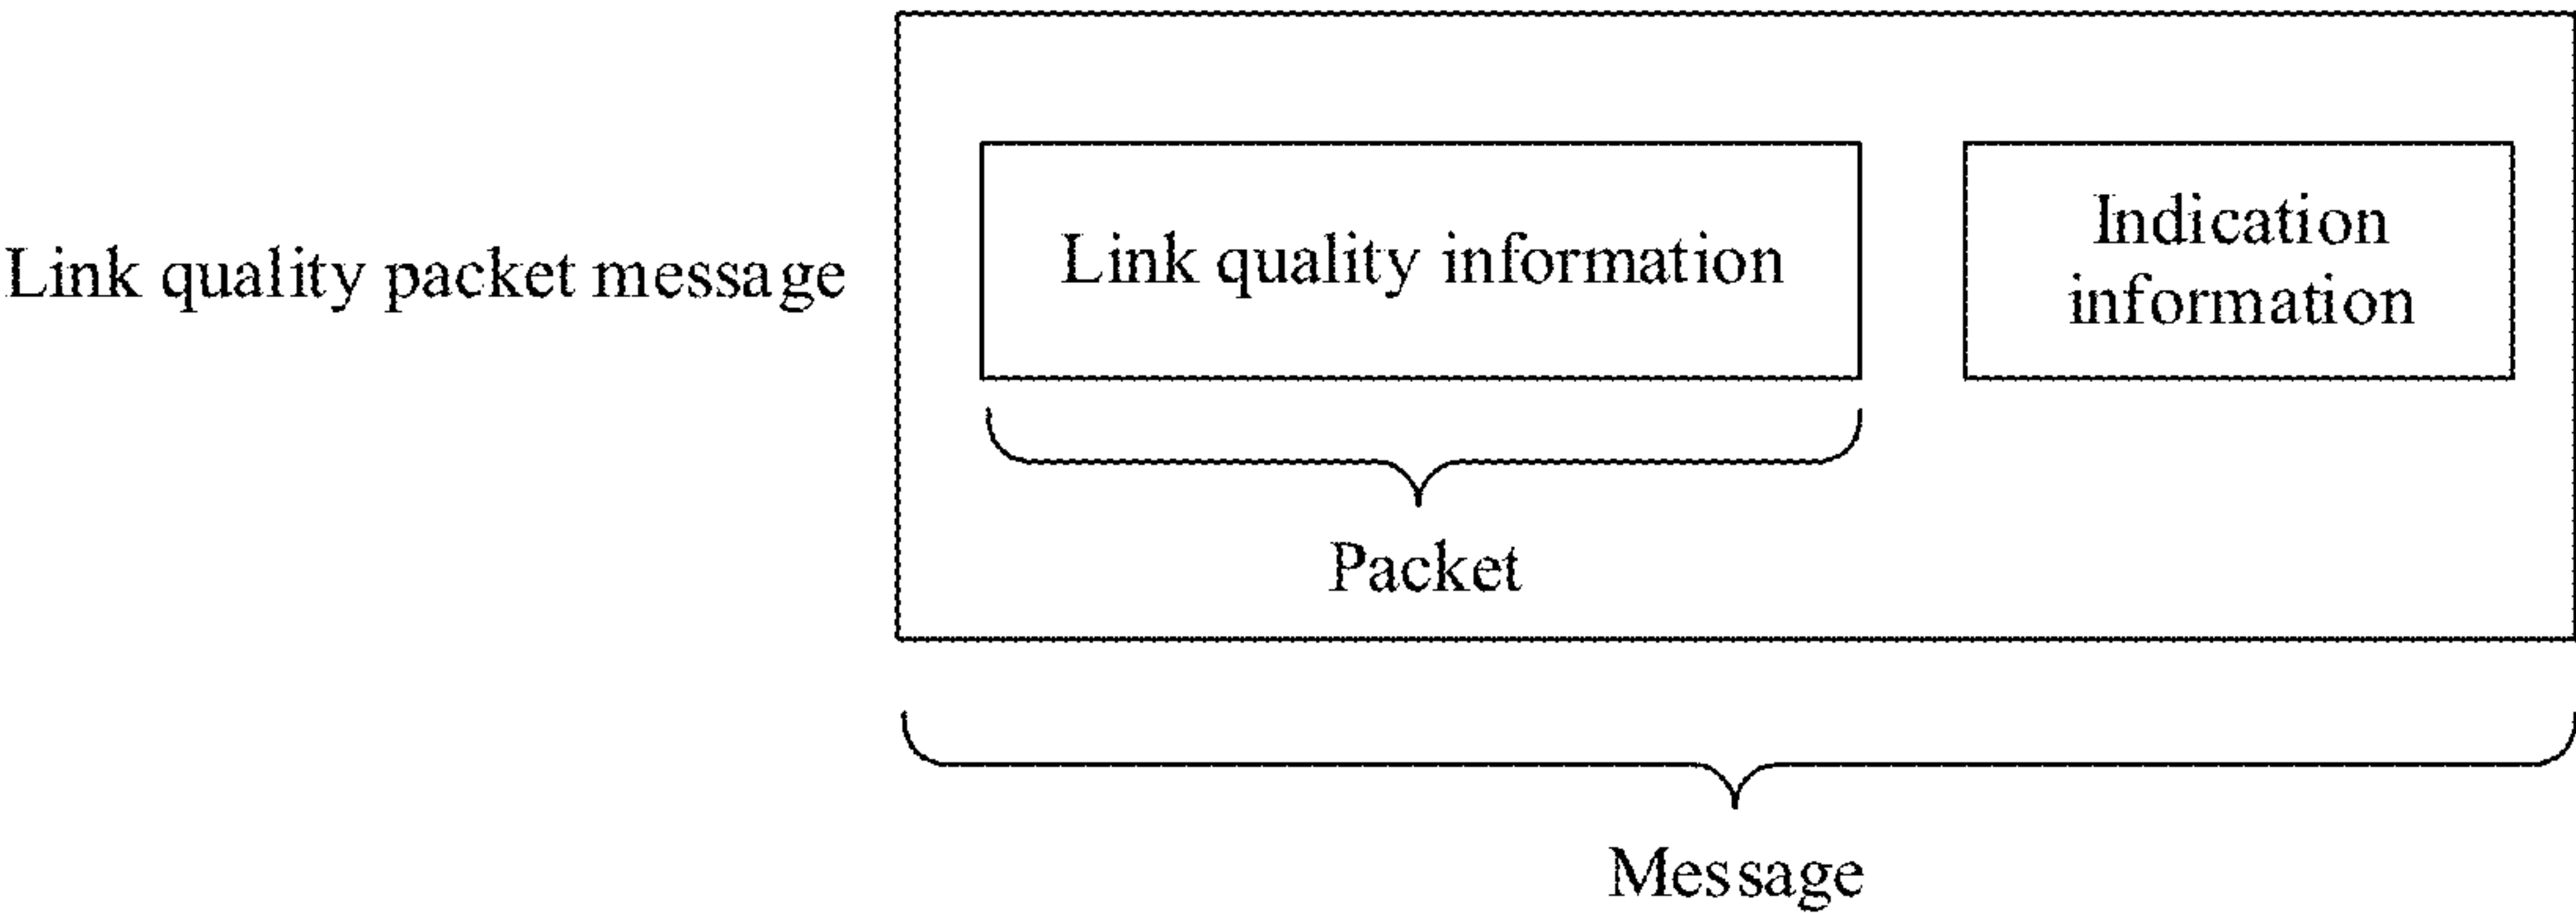 Link quality packet message
Link quality information
Indication
information
Packet
Message